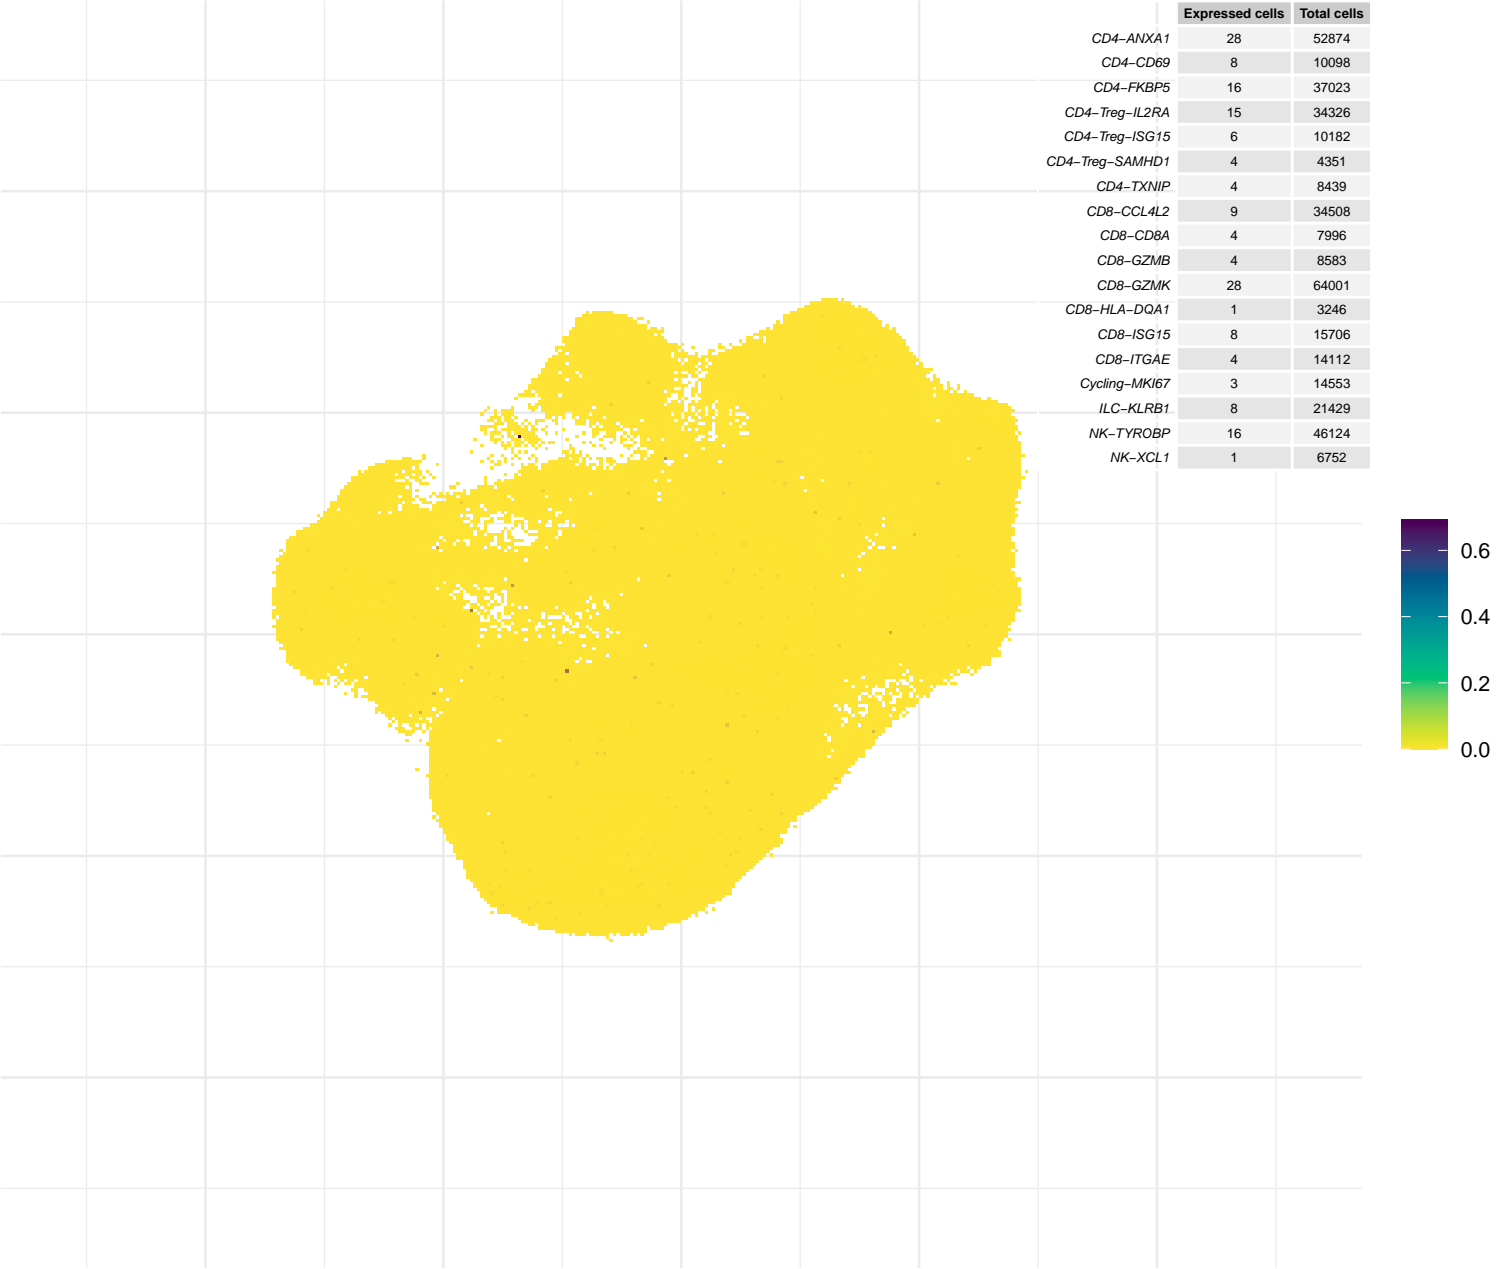 Expressed cells Total cells
CD4−ANXA1 28 52874
CD4−CD69 8 10098
CD4−FKBP5 16 37023
CD4−Treg−IL2RA 15 34326
CD4−Treg−ISG15 6 10182
CD4−Treg−SAMHD1 4 4351
CD4−TXNIP 4 8439
CD8−CCL4L2 9 34508
CD8−CD8A 4 7996
CD8−GZMB 4 8583
CD8−GZMK 28 64001
CD8−HLA−DQA1 1 3246
CD8−ISG15 8 15706
CD8−ITGAE 4 14112
Cycling−MKI67 3 14553
ILC−KLRB1 8 21429
NK−TYROBP 16 46124
NK−XCL1 1 6752
0.6
0.4
0.2
0.0